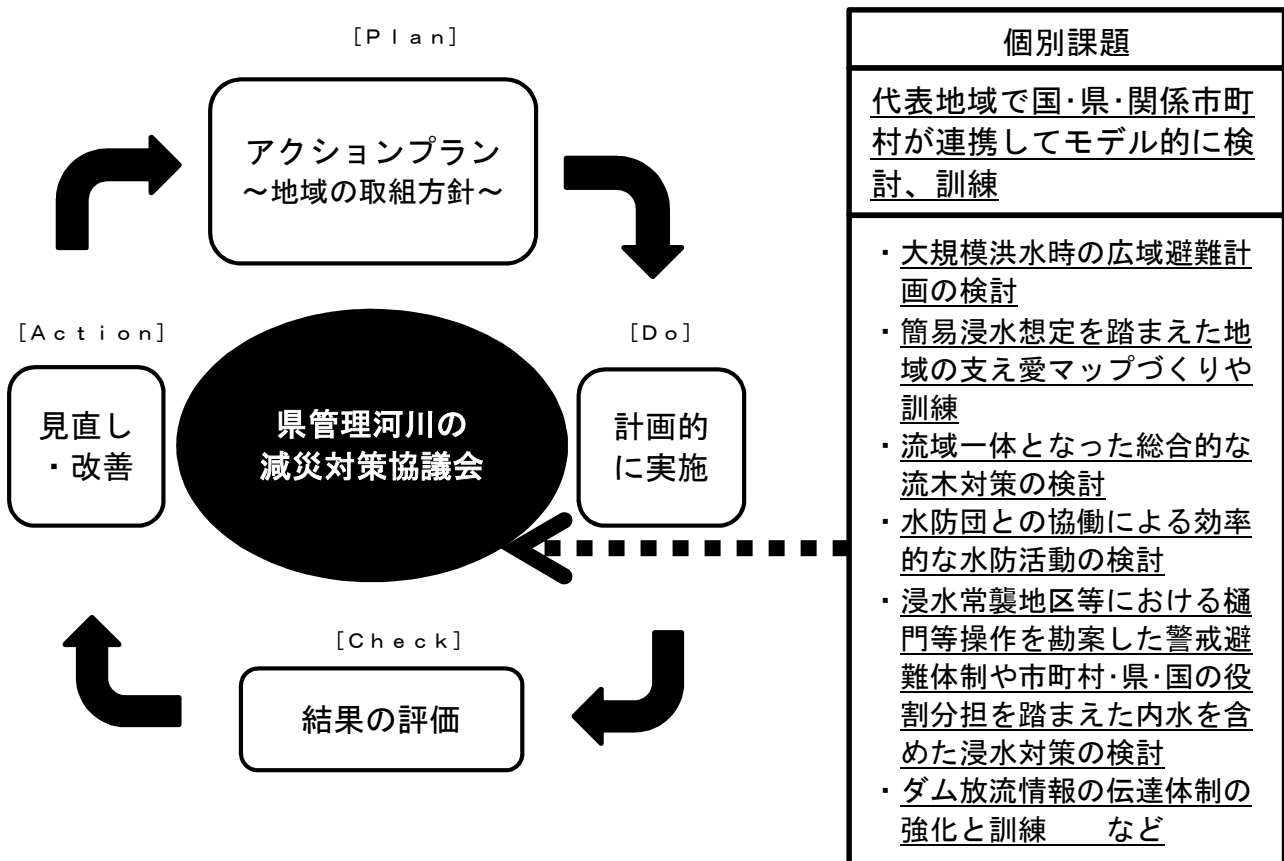 [Plan]
アクションプラン
~地域の取組方針~
[Action]
[Do]
見直し
・改善
県管理河川の
減災対策協議会
計画的
に実施
[Check]
結果の評価
個別課題
代表地域で国・県・関係市町
村が連携してモデル的に検
討、訓練
・大規模洪水時の広域避難計
画の検討
・簡易浸水想定を踏まえた地
域の支え愛マップづくりや
訓練
・流域一体となった総合的な
流木対策の検討
・水防団との協働による効率
的な水防活動の検討
・浸水常襲地区等における樋
門等操作を勘案した警戒避
難体制や市町村・県・国の役
割分担を踏まえた内水を含
めた浸水対策の検討
・ダム放流情報の伝達体制の
強化と訓練　　など